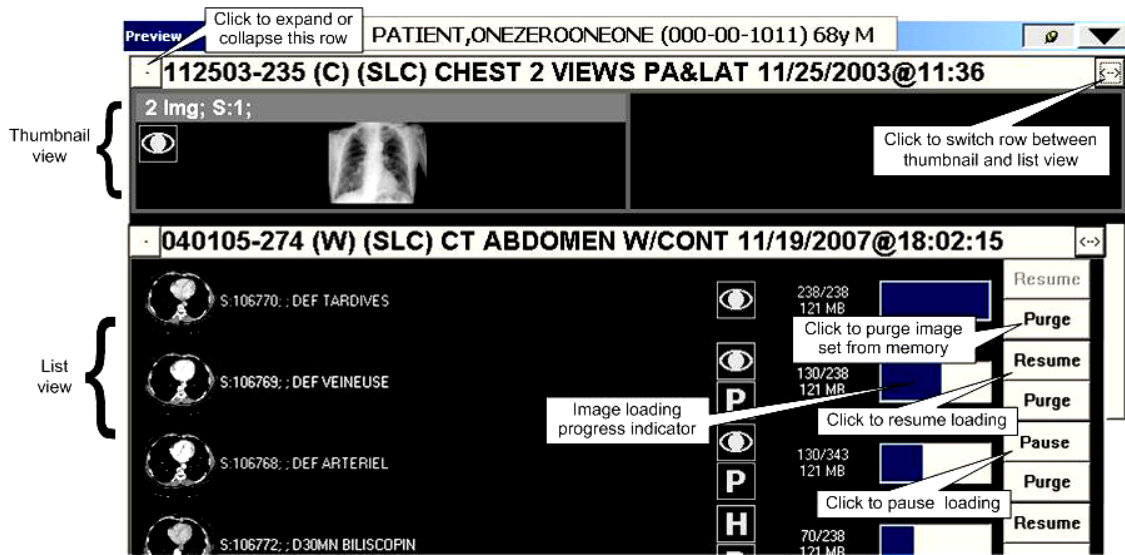 Click to expand or
collapse this row
Preview
PATIENT,ONEZEROONEONE (000-00-1011) 68y M
112503-235 (C) (SLC) CHEST 2 VIEWS PA&LAT 11/25/2003@11:36
<-->
2 Img; S:1;
Thumbnail
view
Click to switch row between
thumbnail and list view
040105-274 (W) (SLC) CT ABDOMEN W/CONT 11/19/2007@18:02:15
<-->
S:106770; ; DEF TARDIVES
238/238
121 MB
Resume
Purge
Click to purge image
set from memory
List
view
S:106769; ; DEF VEINEUSE
P
130/238
121 MB
Resume
Purge
Image loading
progress indicator
Click to resume loading
S:106768; ; DEF ARTERIEL
P
130/343
121 MB
Pause
Purge
Click to pause loading
S:106772; ; D30MN BILISCOPIN
H
70/238
121 MB
Resume